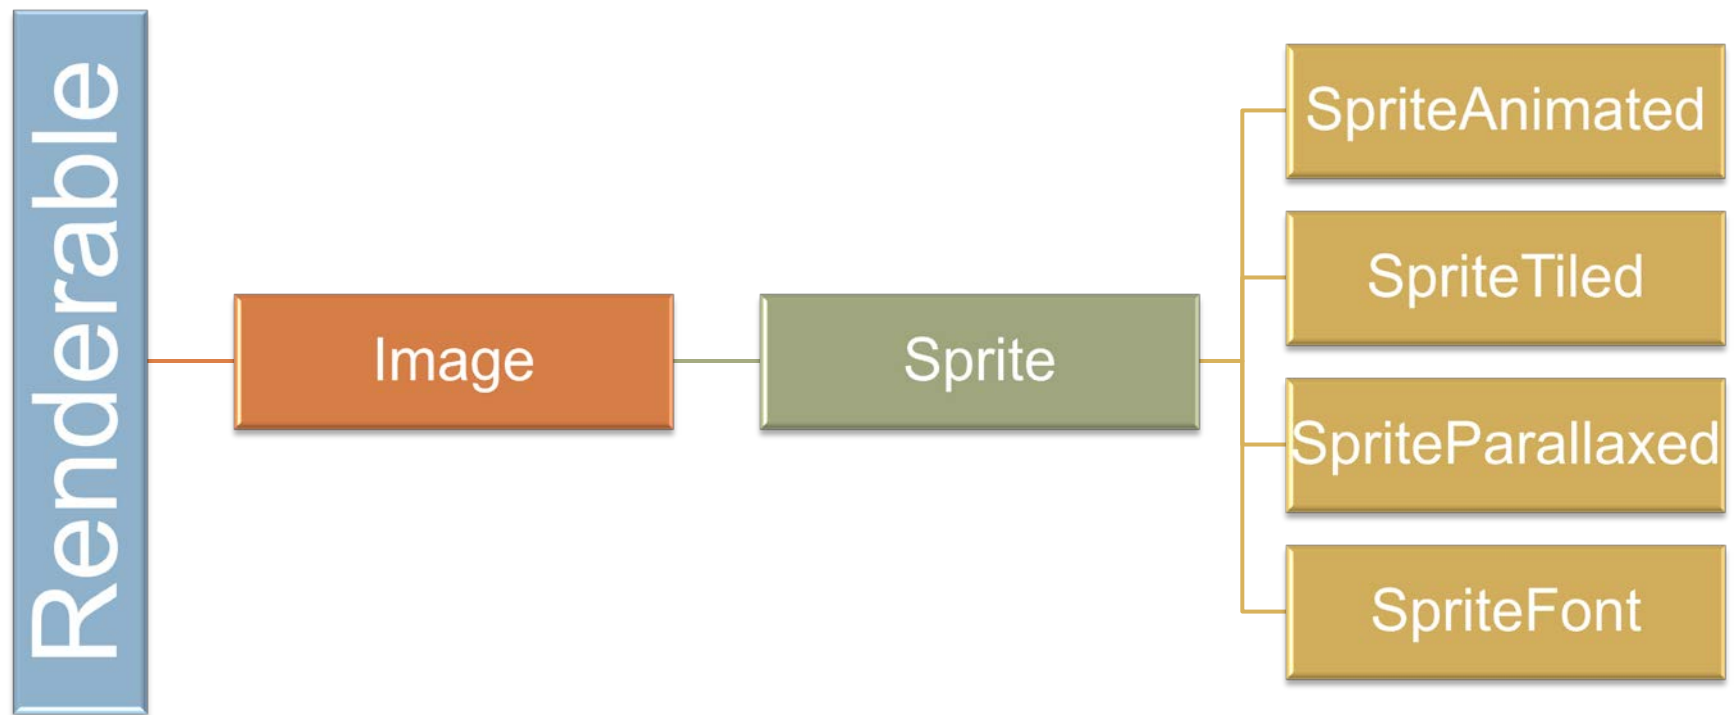 Renderable
Image
Sprite
SpriteAnimated
SpriteTiled
SpriteParallaxed
SpriteFont